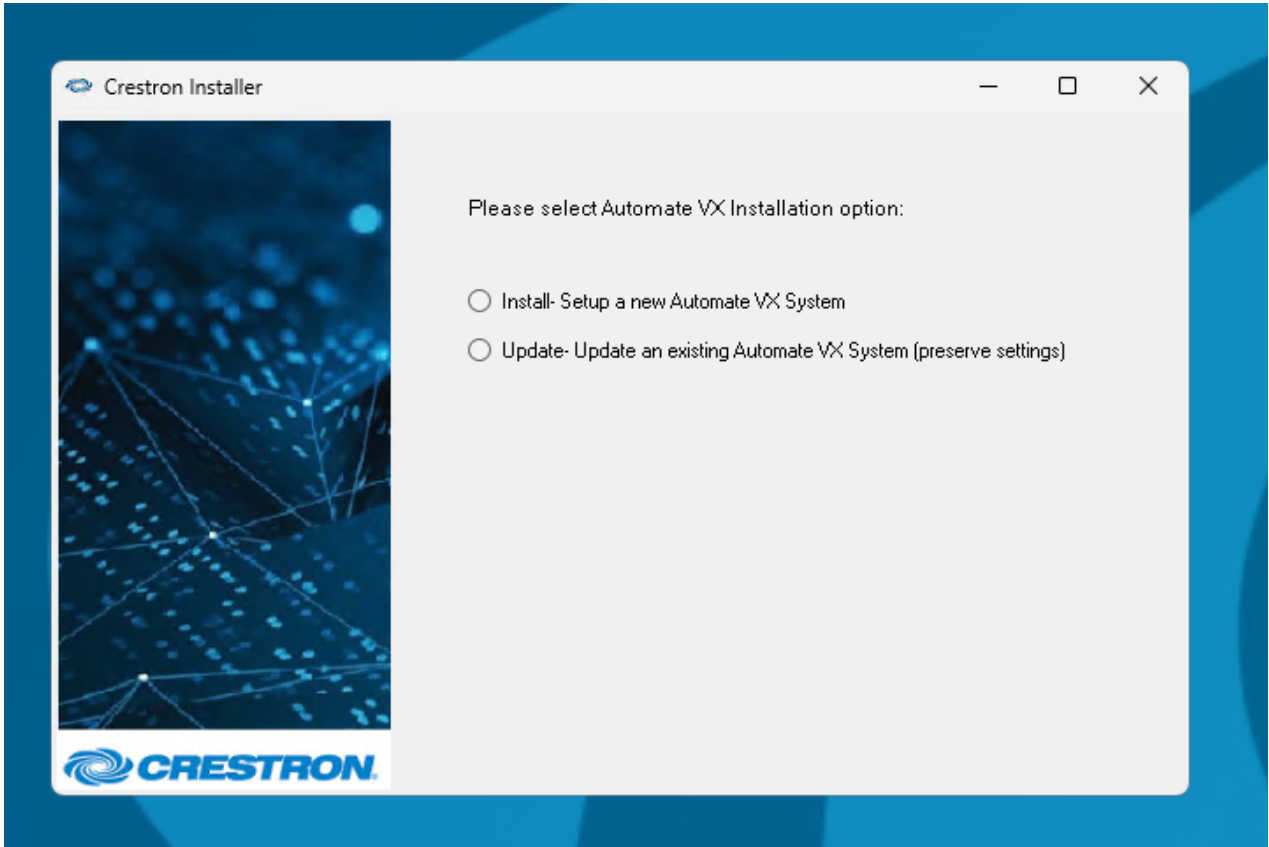 Crestron Installer
Please select Automate VX Installation option:
Install- Setup a new Automate VX System
Update- Update an existing Automate VX System (preserve settings)
CRESTRON.